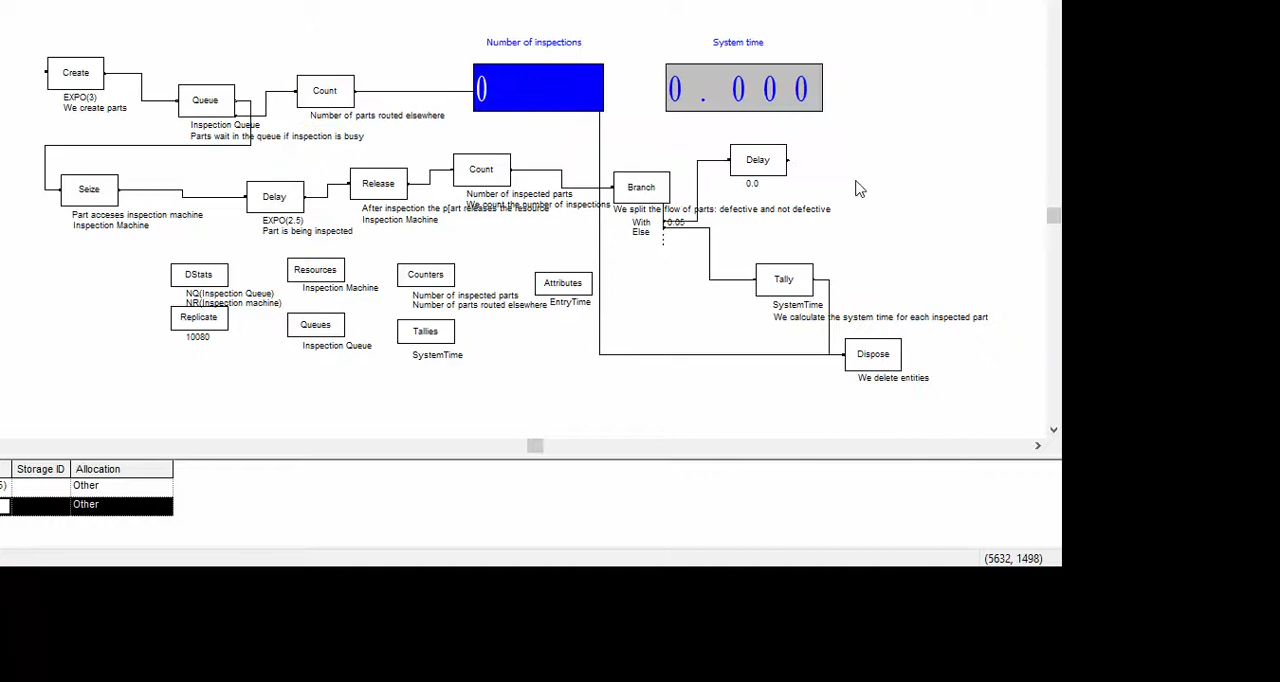 Number of inspections
System time
Create
EXPO(3)
We create parts
Queue
Inspection Queue
Parts wait in the queue if inspection is busy
Count
Number of parts routed elsewhere
0
0.000
Seize
Part acceses inspection machine
Inspection Machine
Delay
EXPO(2.5)
Part is being inspected
Release
After inspection the p[art releases the resource
Inspection Machine
Count
Number of inspected parts
We count the number of inspections
Branch
We split the flow of parts: defective and not defective
With
0.05
Else
Delay
0.0
DStats
NQ(Inspection Queue)
NR(Inspection machine)
Resources
Inspection Machine
Counters
Number of inspected parts
Number of parts routed elsewhere
Attributes
EntryTime
Replicate
10080
Queues
Inspection Queue
Tallies
SystemTime
Tally
SystemTime
We calculate the system time for each inspected part
Dispose
We delete entities
Storage ID
Allocation
5)
Other
Other
(5632, 1498)